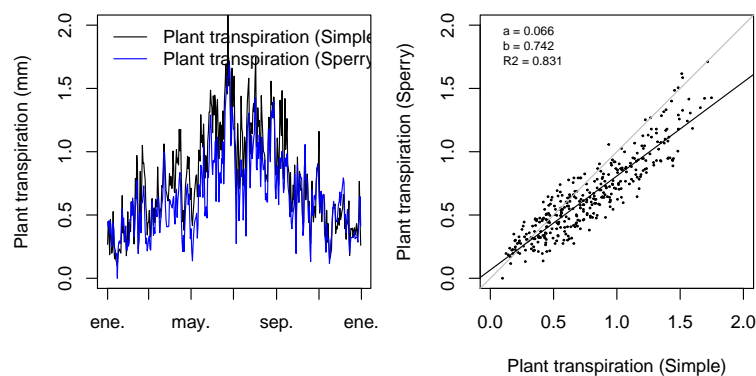 Plant transpiration (mm)
0.0
0.5
1.0
1.5
2.0
Plant transpiration (Simple
Plant transpiration (Sperry
ene.
may.
sep.
ene.
Plant transpiration (Sperry)
0.0
0.5
1.0
1.5
2.0
a = 0.066
b = 0.742
R2 = 0.831
0.0
0.5
1.0
1.5
2.0
Plant transpiration (Simple)